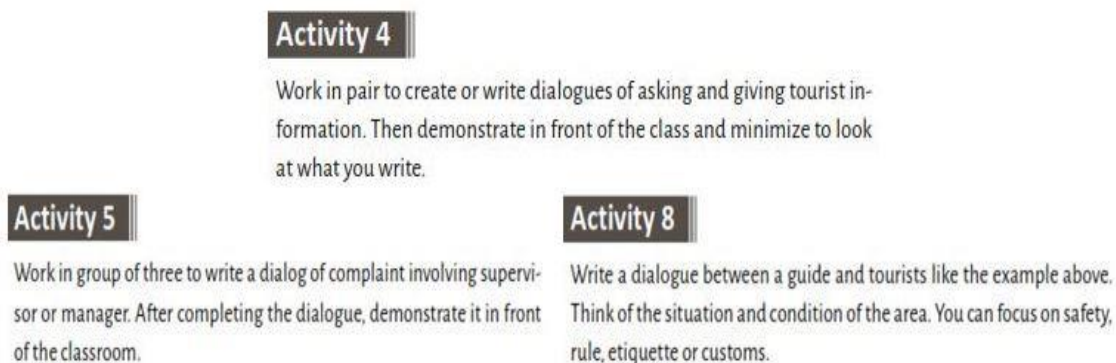 Activity 4
Work in pair to create or write dialogues of asking and giving tourist in-
formation. Then demonstrate in front of the class and minimize to look
at what you write.
Activity 5
Work in group of three to write a dialog of complaint involving supervi-
sor or manager. After completing the dialogue, demonstrate it in front
of the classroom.
Activity 8
Write a dialogue between a guide and tourists like the example above.
Think of the situation and condition of the area. You can focus on safety,
rule, etiquette or customs.